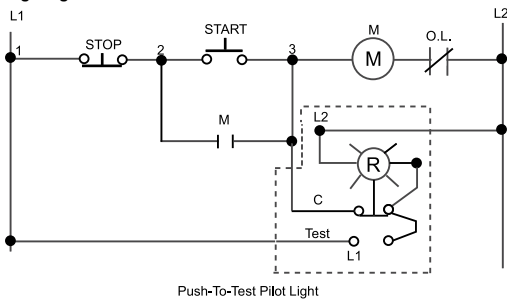 L1
L2
START
M
STOP
O.L.
1
2
3
M
M
L2
R
C
Test
L1
Push-To-Test Pilot Light